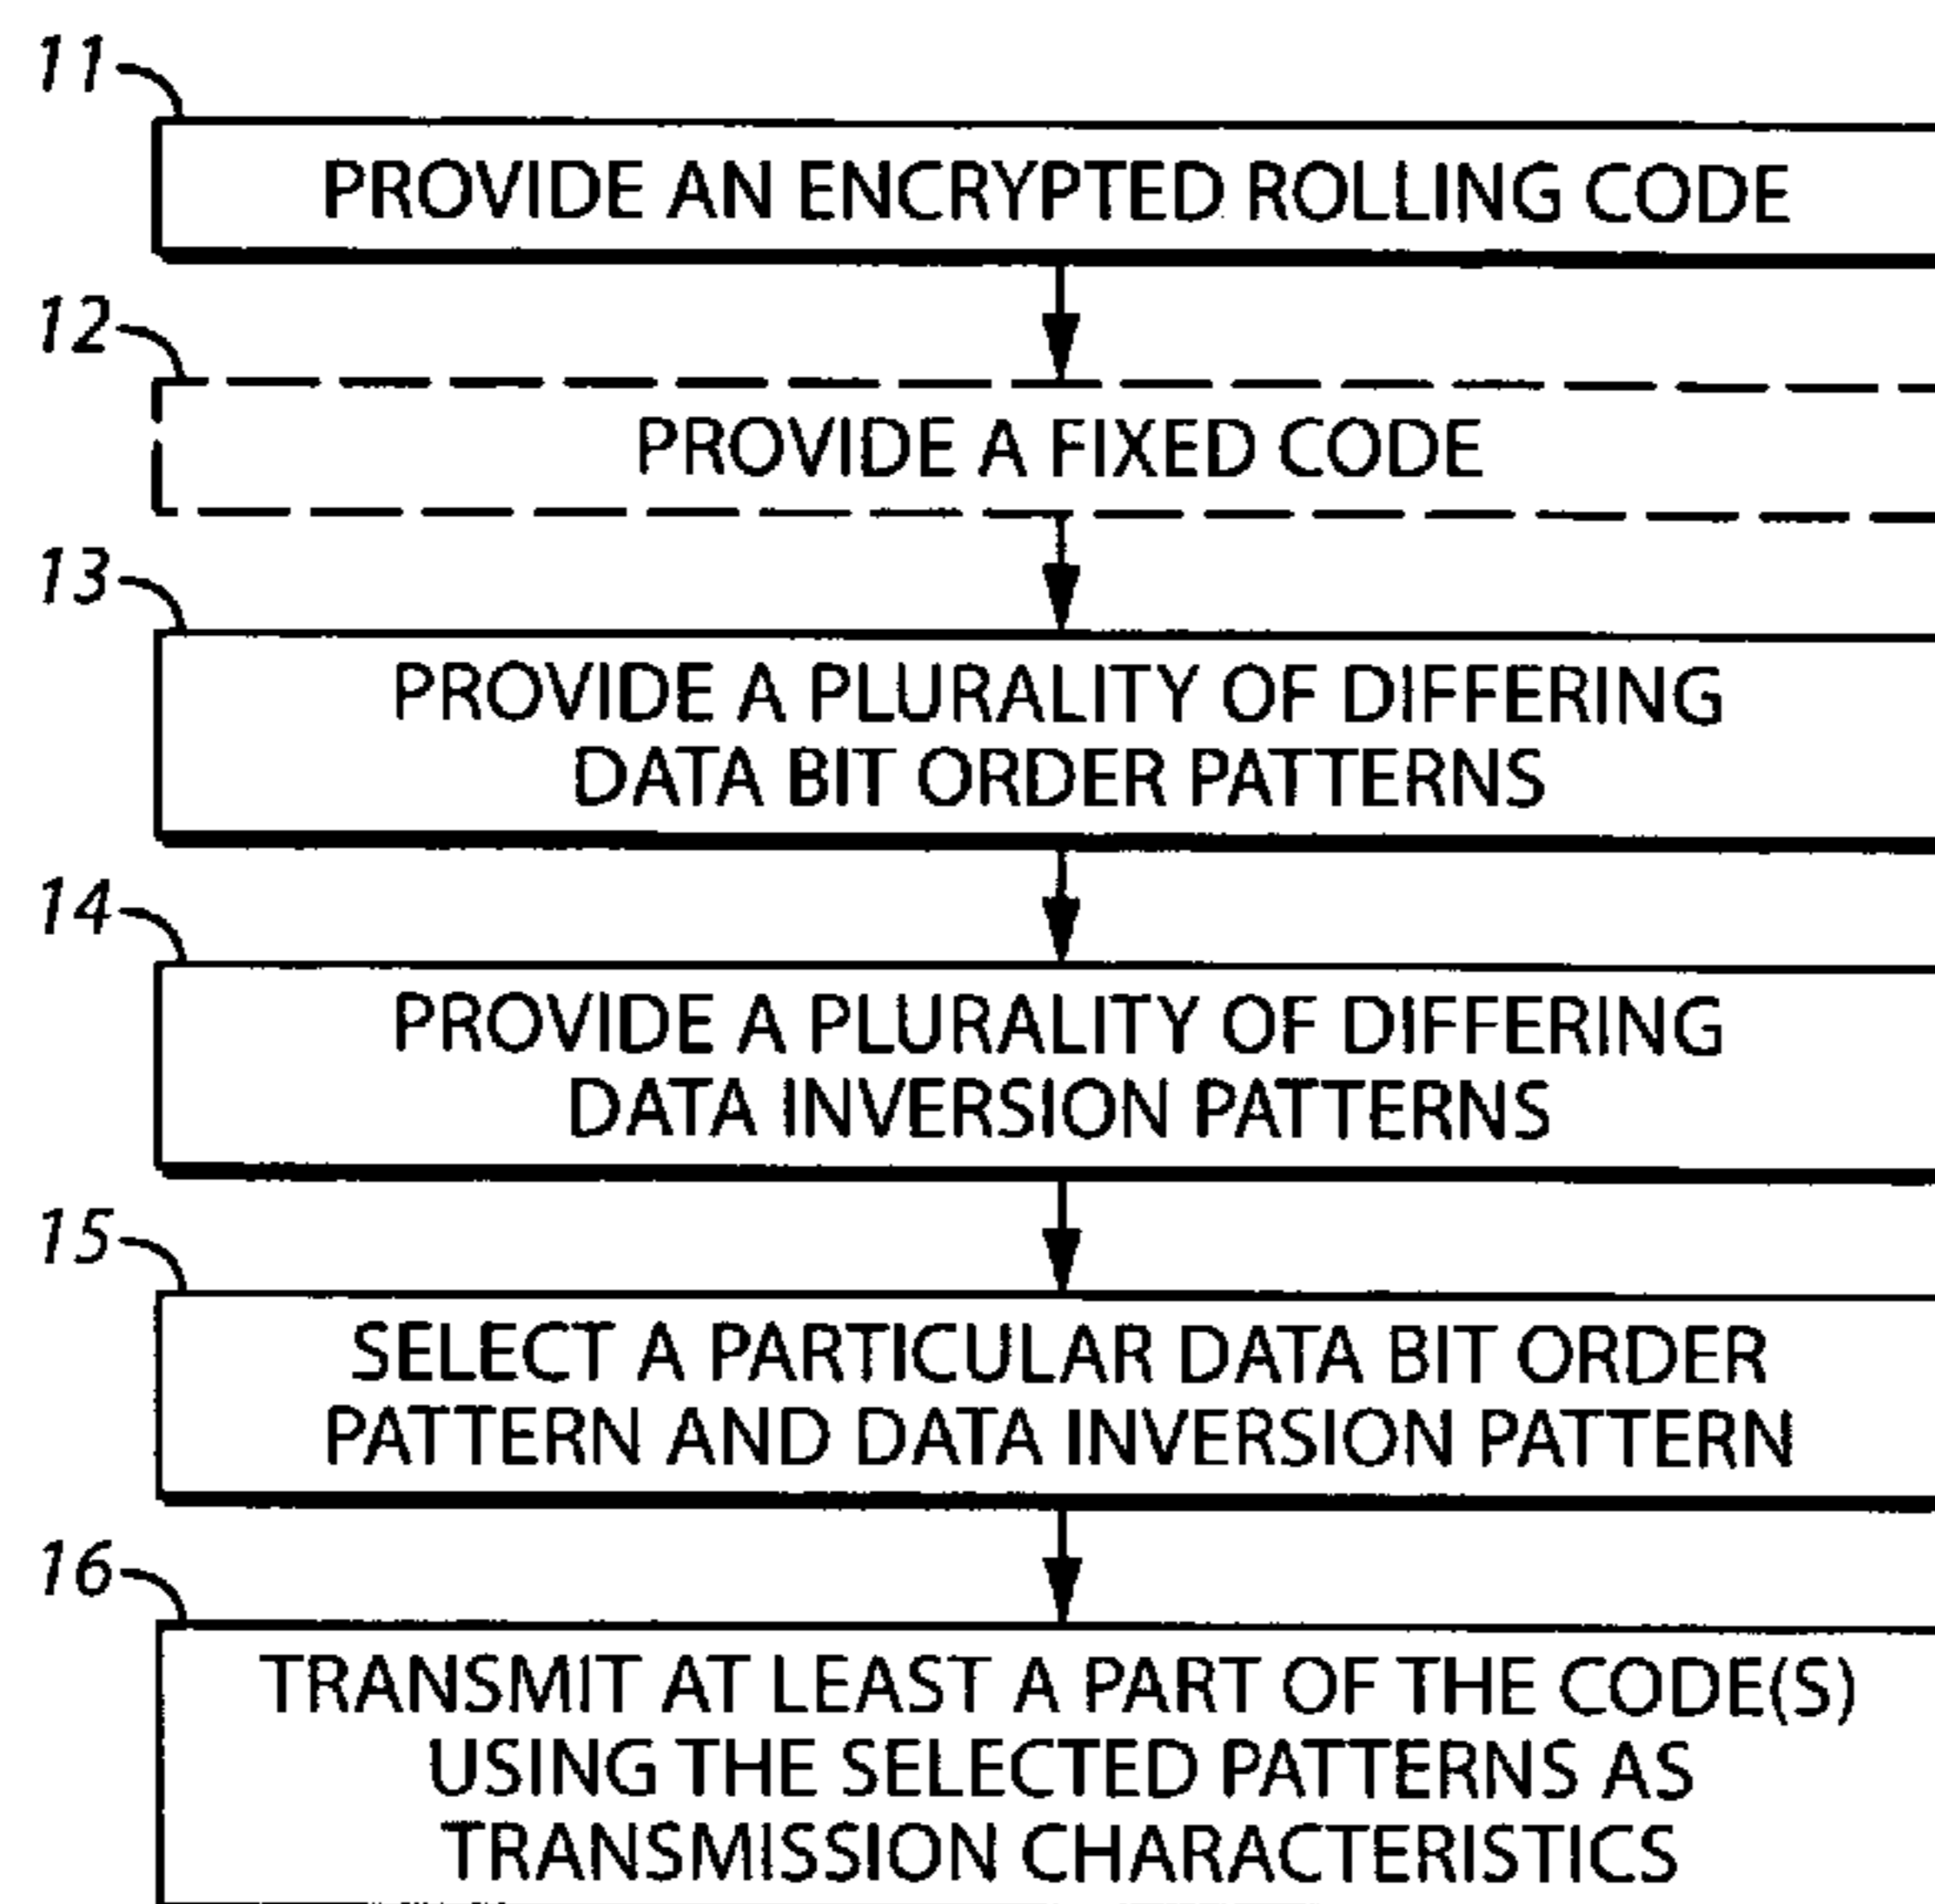 11
PROVIDE AN ENCRYPTED ROLLING CODE
12
PROVIDE A FIXED CODE
13
PROVIDE A PLURALITY OF DIFFERING
DATA BIT ORDER PATTERNS
14
PROVIDE A PLURALITY OF DIFFERING
DATA INVERSION PATTERNS
15
SELECT A PARTICULAR DATA BIT ORDER
PATTERN AND DATA INVERSION PATTERN
16
TRANSMIT AT LEAST A PART OF THE CODE(S)
USING THE SELECTED PATTERNS AS
TRANSMISSION CHARACTERISTICS